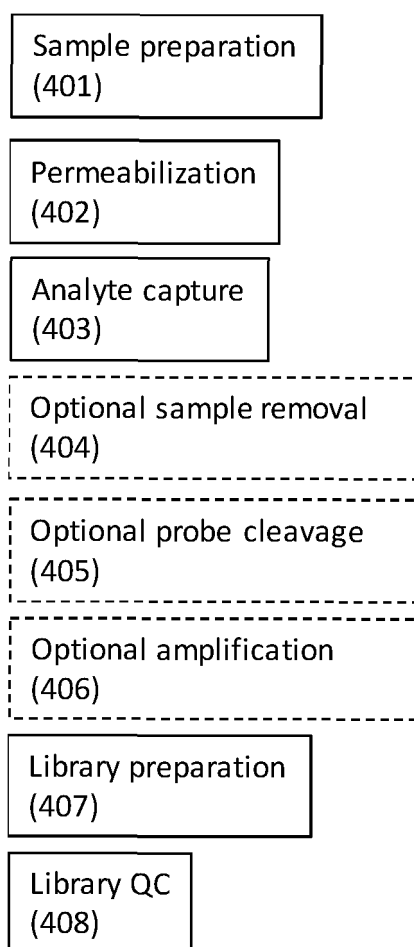 Sample preparation
(401)
Permeabilization
(402)
Analyte capture
(403)
Optional sample removal
(404)
Optional probe cleavage
(405)
Optional amplification
(406)
Library preparation
(407)
Library QC
(408)